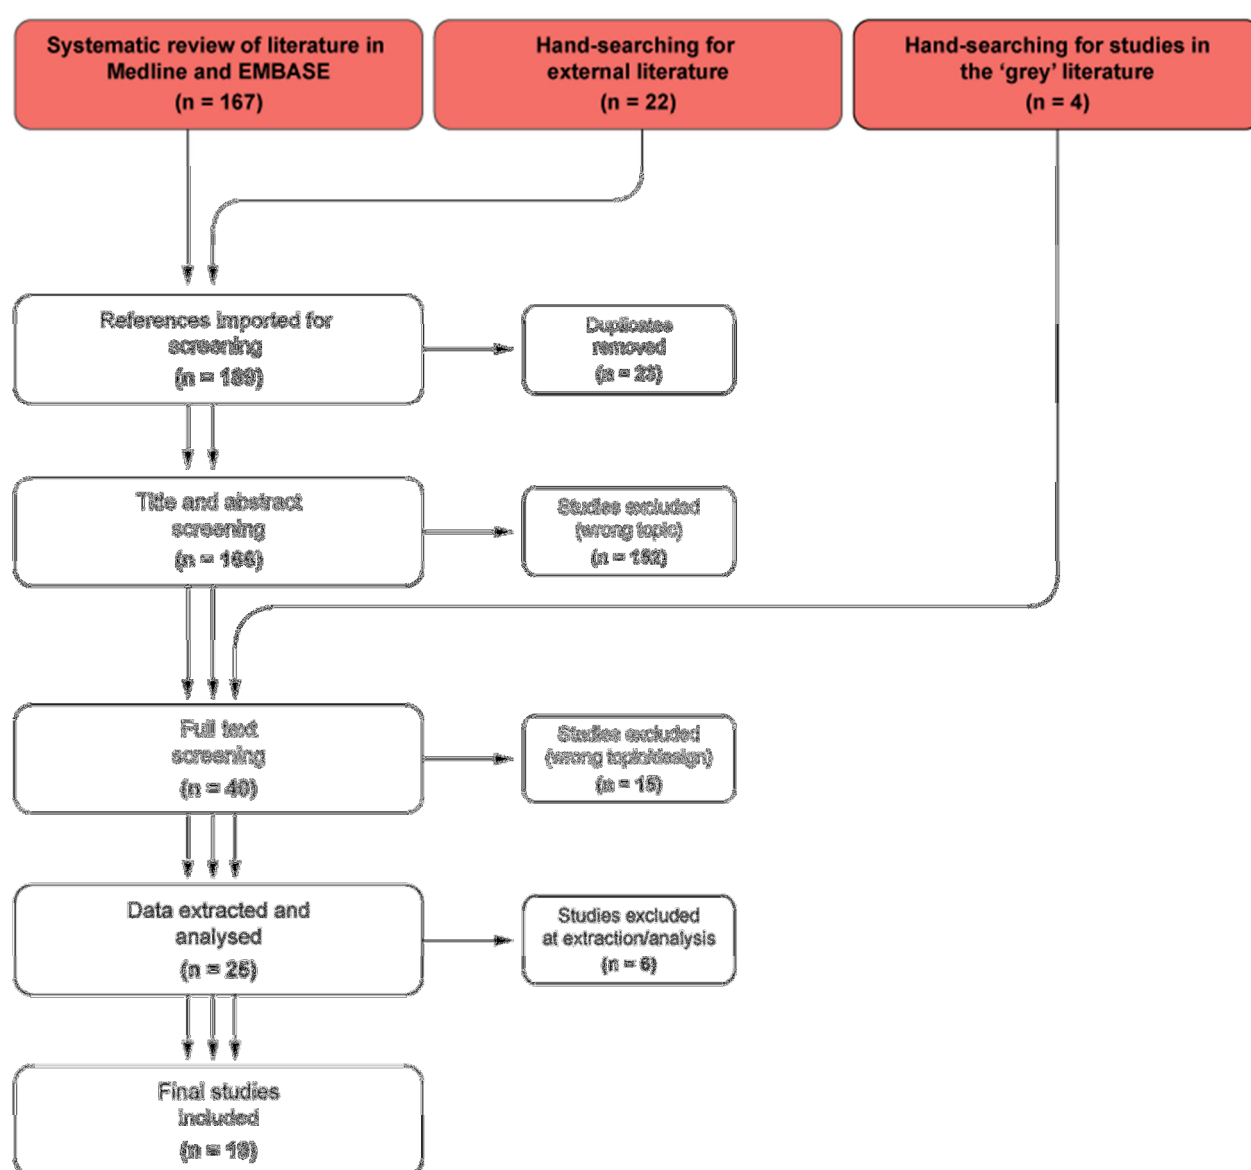 Systematic review of literature in
Medline and EMBASE
(n = 167)
Hand-searching for
external literature
(n = 22)
Hand-searching for studies in
the ‘grey’ literature
(n = 4)
References imported for
screening
(n = 189)
Duplicates
removed
(n = 23)
Title and abstract
screening
(n = 166)
Studies excluded
(wrong topic)
(n =
Full text
screening
(n = 40)
Studies excluded
(wrong topic/design)
(n = 15)
Data extracted and
analysed
(n = 25)
Studies excluded
at extraction/analysis
(n = 6)
Final studies
included
(n = 19)